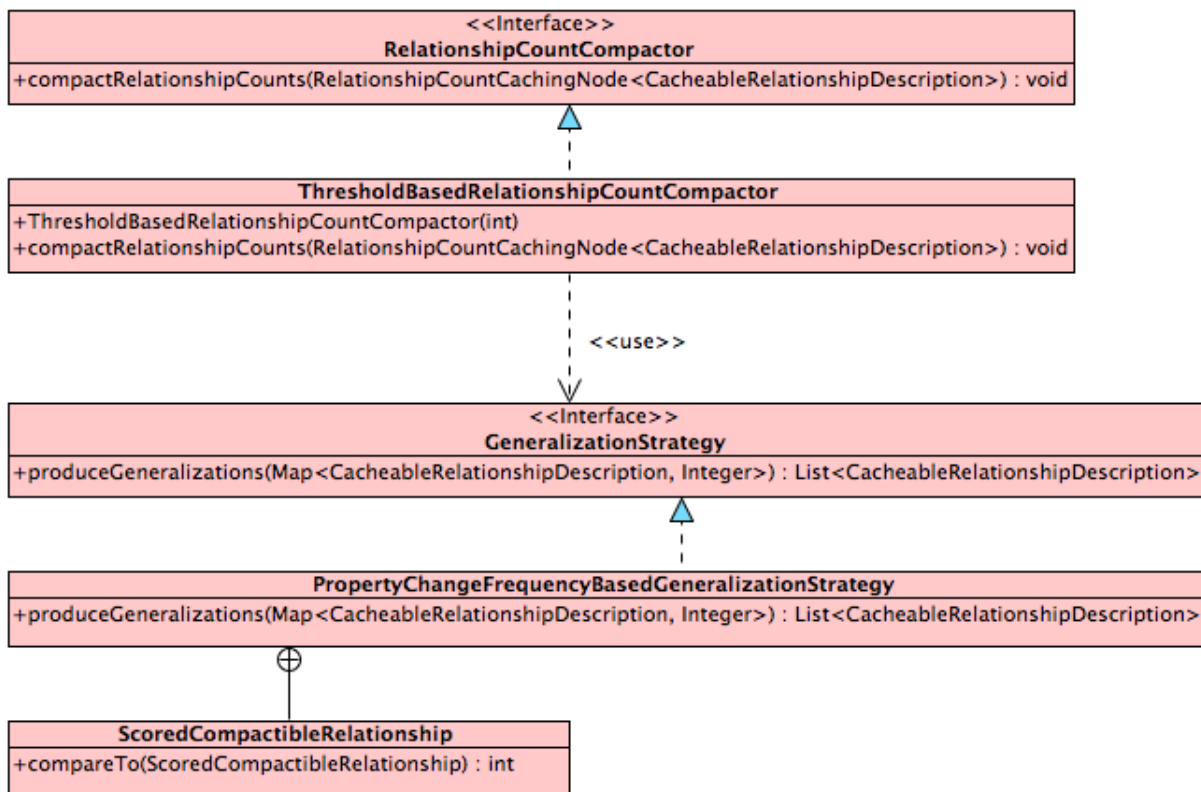 <<Interface>>
RelationshipCountCompactor
+compactRelationshipCounts(RelationshipCountCachingNode<CacheableRelationshipDescription>) : void
ThresholdBasedRelationshipCountCompactor
+ThresholdBasedRelationshipCountCompactor(int)
+compactRelationshipCounts(RelationshipCountCachingNode<CacheableRelationshipDescription>) : void
<<use>>
<<Interface>>
GeneralizationStrategy
+produceGeneralizations(Map<CacheableRelationshipDescription, Integer>) : List<CacheableRelationshipDescription>
PropertyChangeFrequencyBasedGeneralizationStrategy
+produceGeneralizations(Map<CacheableRelationshipDescription, Integer>) : List<CacheableRelationshipDescription>
ScoredCompactibleRelationship
+compareTo(ScoredCompactibleRelationship) : int